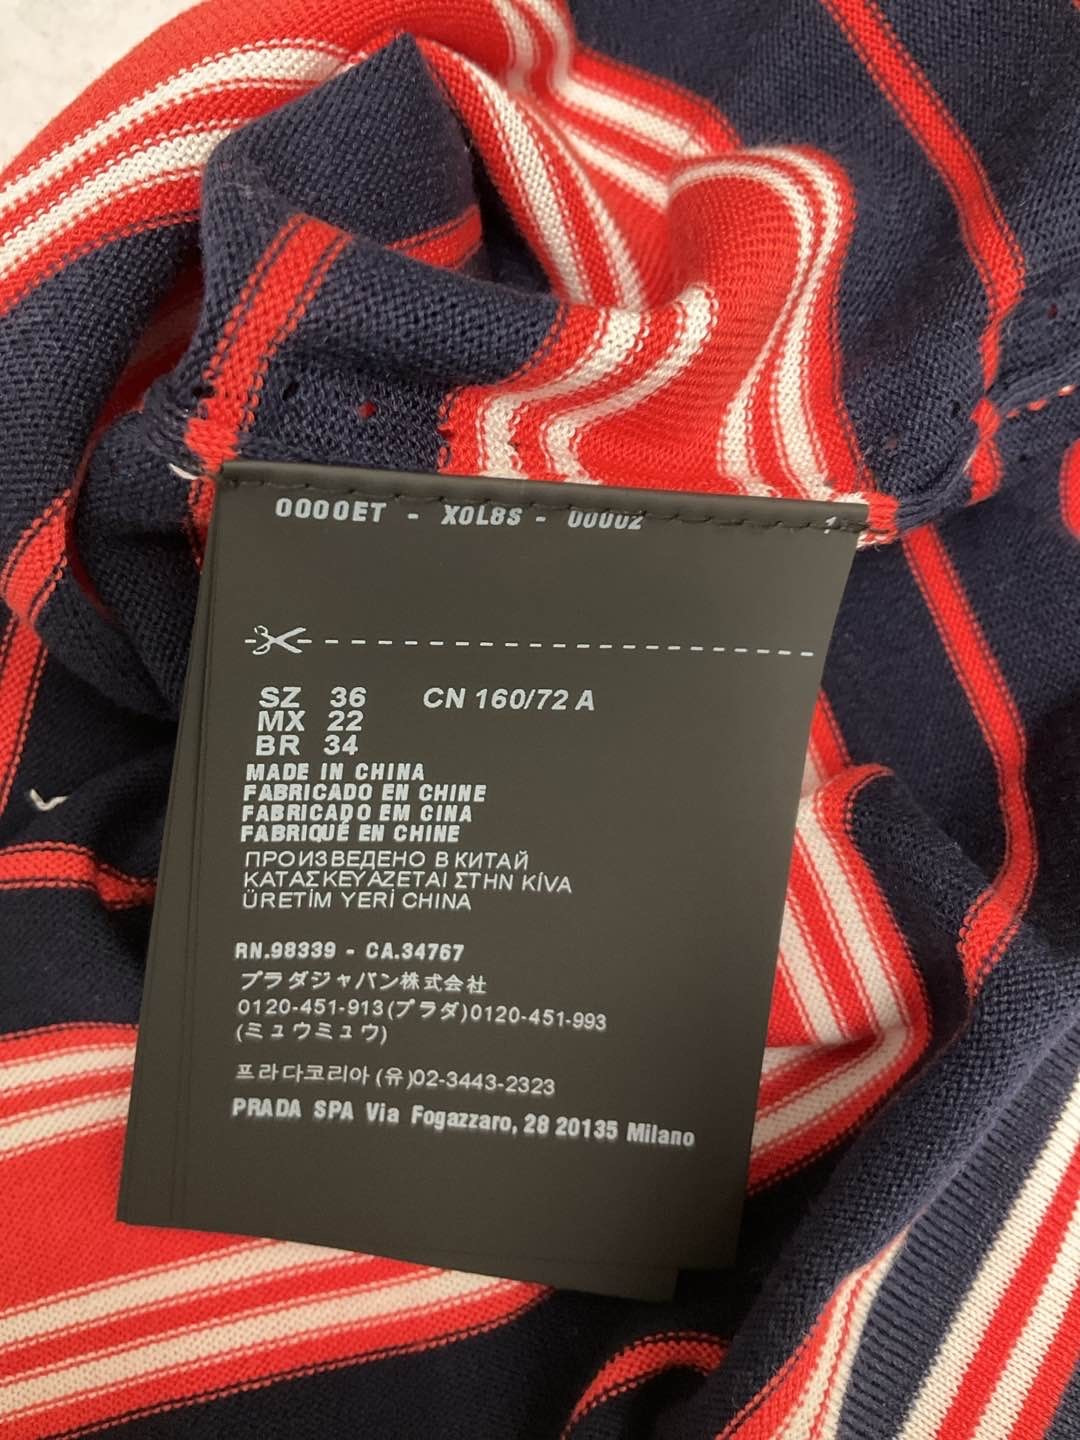 0000ET - X0L8S - 00002 1
SZ 36 CN 160/72 A
MX 22
BR 34
MADE IN CHINA
FABRICADO EN CHINE
FABRICADO EM CINA
FABRIQUÉ EN CHINE
ПРОИЗВЕДЕНО В КИТАЙ
ΚΑΤΑΣΚΕΥΑΖΕΤΑΙ ΣΤΗΝ ΚÍVA
ÜRETİM YERİ CHINA
RN.98339 - CA.34767
プラダジャパン株式会社
0120-451-913(プラダ)0120-451-993
(ミュウミュウ)
프라다코리아(유)02-3443-2323
PRADA SPA Via Fogazzaro, 28 20135 Milano